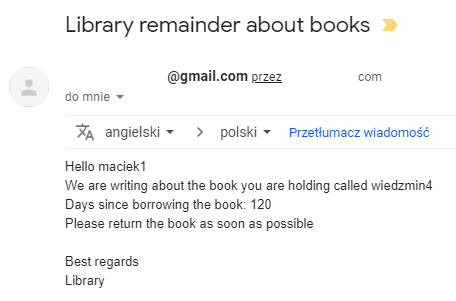 Library remainder about books
@gmail.com przez com
do mnie
angielski > polski Przetłumacz wiadomość
Hello maciek1
We are writing about the book you are holding called wiedzmin4
Days since borrowing the book: 120
Please return the book as soon as possible
Best regards
Library